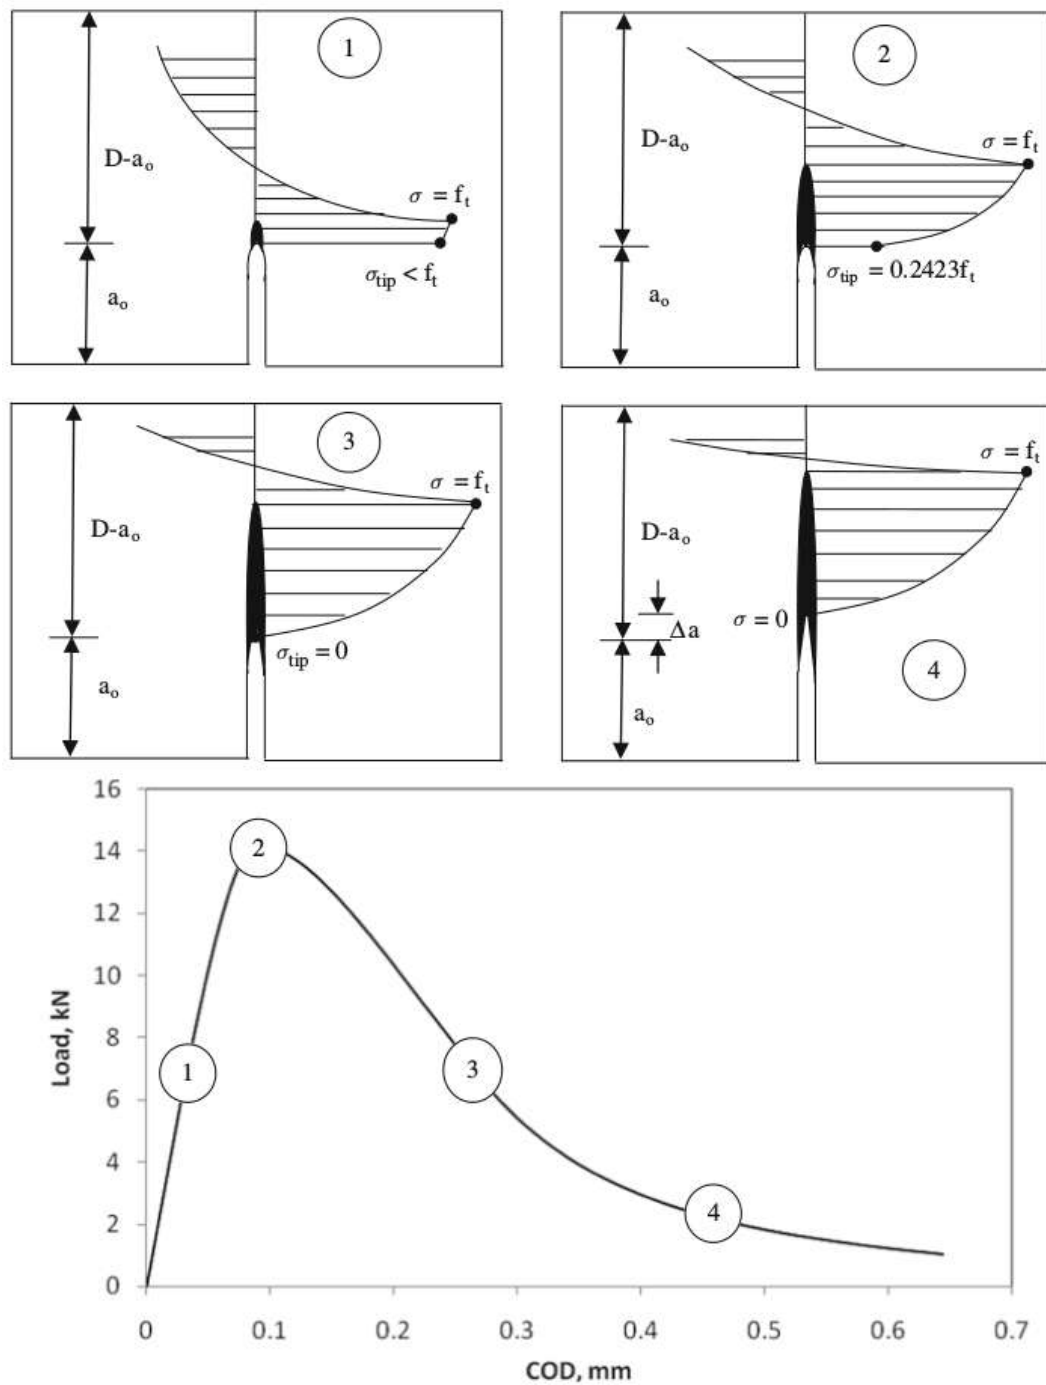 1
D-aₒ
σ = fₜ
σₜᵢₚ < fₜ
aₒ
2
D-aₒ
σ = fₜ
σₜᵢₚ = 0.2423fₜ
aₒ
3
σ = fₜ
D-aₒ
σₜᵢₚ = 0
aₒ
σ = fₜ
D-aₒ
σ = 0
Δa
4
aₒ
16
14
12
10
8
6
4
2
0
Load, kN
2
1
3
4
0
0.1
0.2
0.3
0.4
0.5
0.6
0.7
COD, mm